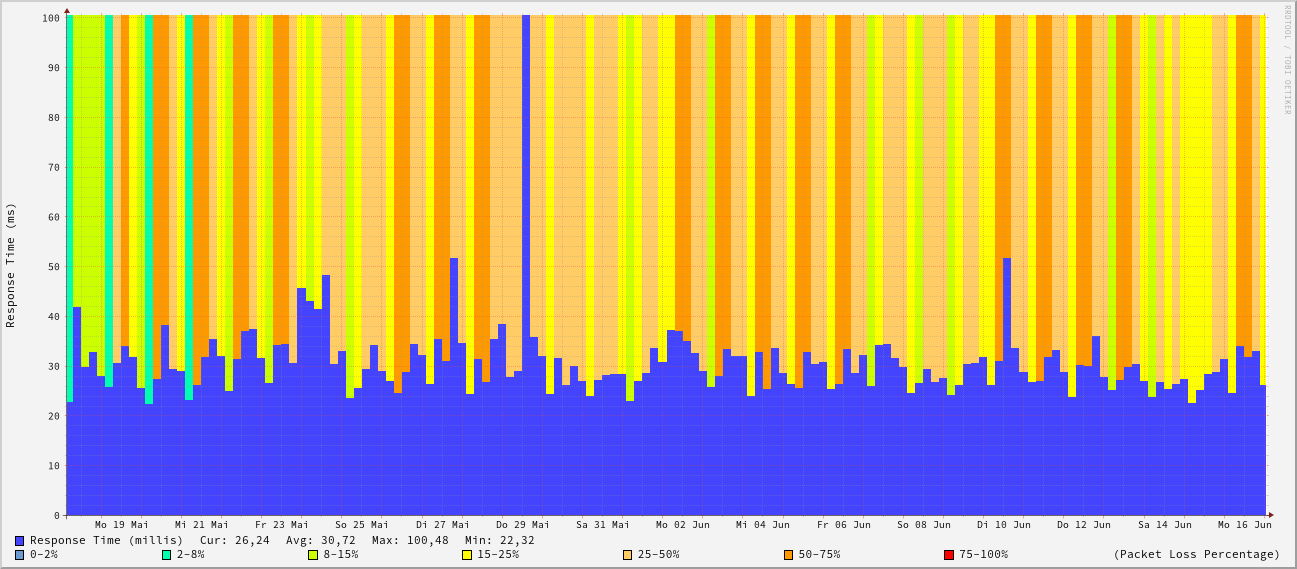 RRDTOOL / TOBI OETIKER
Response Time (ms)
100
90
80
70
60
50
40
30
20
10
0
Mo 19 Mai Mi 21 Mai Fr 23 Mai So 25 Mai Di 27 Mai Do 29 Mai Sa 31 Mai Mo 02 Jun Mi 04 Jun Fr 06 Jun So 08 Jun Di 10 Jun Do 12 Jun Sa 14 Jun Mo 16 Jun
Response Time (millis) Cur: 26,24 Avg: 30,72 Max: 100,48 Min: 22,32
0-2% 2-8% 8-15% 15-25% 25-50% 50-75% 75-100% (Packet Loss Percentage)